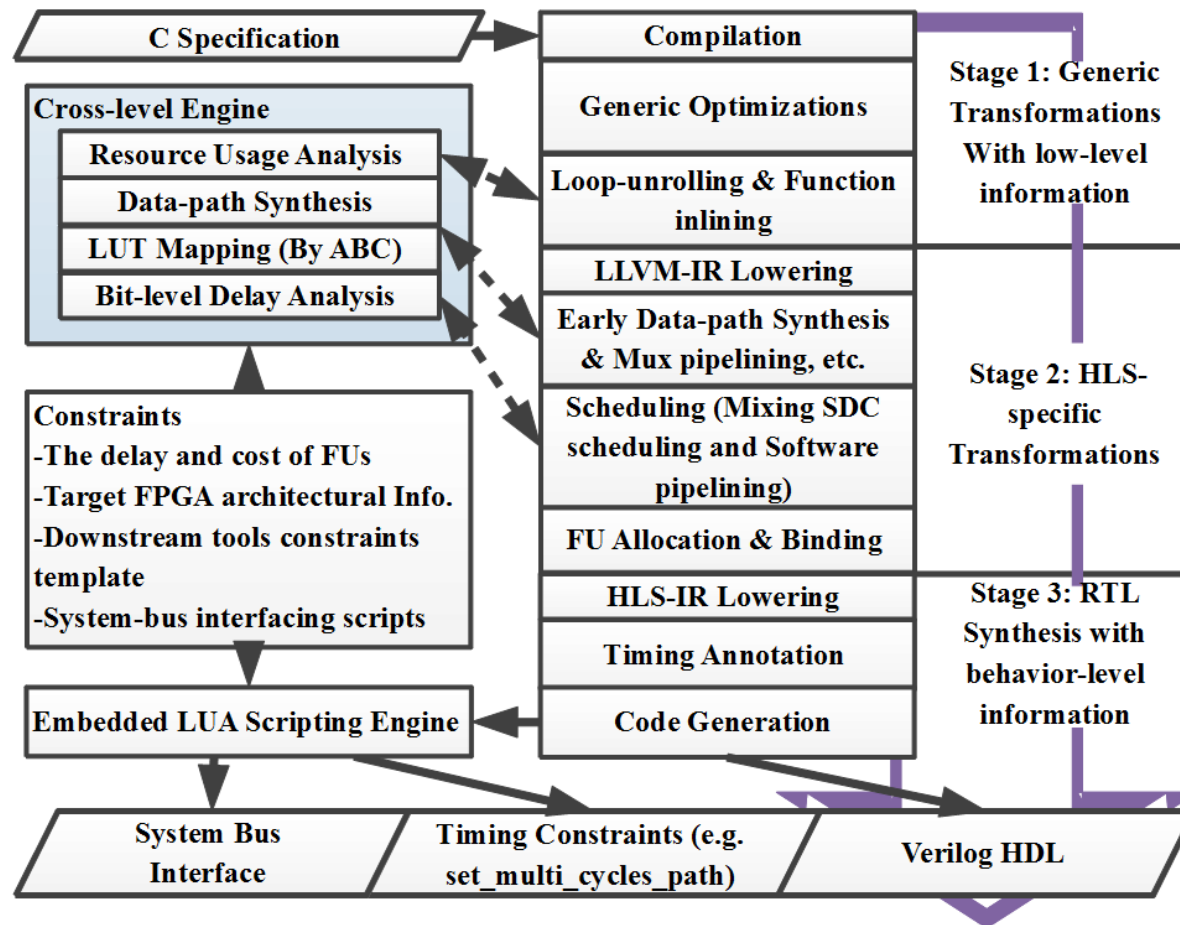 C Specification
Compilation
Generic Optimizations
Loop-unrolling & Function
inlining
LLVM-IR Lowering
Early Data-path Synthesis
& Mux pipelining, etc.
Scheduling (Mixing SDC
scheduling and Software
pipelining)
FU Allocation & Binding
HLS-IR Lowering
Timing Annotation
Code Generation
Stage 1: Generic
Transformations
With low-level
information
Stage 2: HLS-
specific
Transformations
Stage 3: RTL
Synthesis with
behavior-level
information
Cross-level Engine
Resource Usage Analysis
Data-path Synthesis
LUT Mapping (By ABC)
Bit-level Delay Analysis
Constraints
-The delay and cost of FUs
-Target FPGA architectural Info.
-Downstream tools constraints
template
-System-bus interfacing scripts
Embedded LUA Scripting Engine
System Bus
Interface
Timing Constraints (e.g.
set_multi_cycles_path)
Verilog HDL